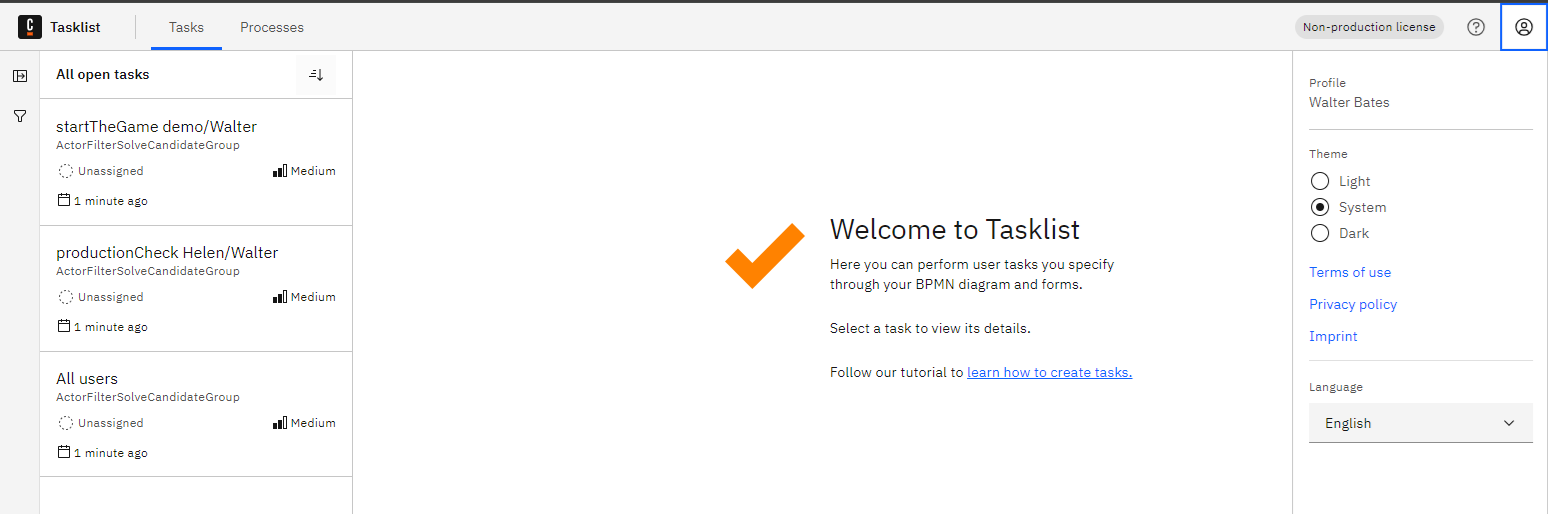 C Tasklist Tasks Processes Non-production license
All open tasks
startTheGame demo/Walter
ActorFilterSolveCandidateGroup
Unassigned Medium
1 minute ago
productionCheck Helen/Walter
ActorFilterSolveCandidateGroup
Unassigned Medium
1 minute ago
All users
ActorFilterSolveCandidateGroup
Unassigned Medium
1 minute ago
Welcome to Tasklist
Here you can perform user tasks you specify
through your BPMN diagram and forms.
Select a task to view its details.
Follow our tutorial to learn how to create tasks.
Profile
Walter Bates
Theme
Light
System
Dark
Terms of use
Privacy policy
Imprint
Language
English